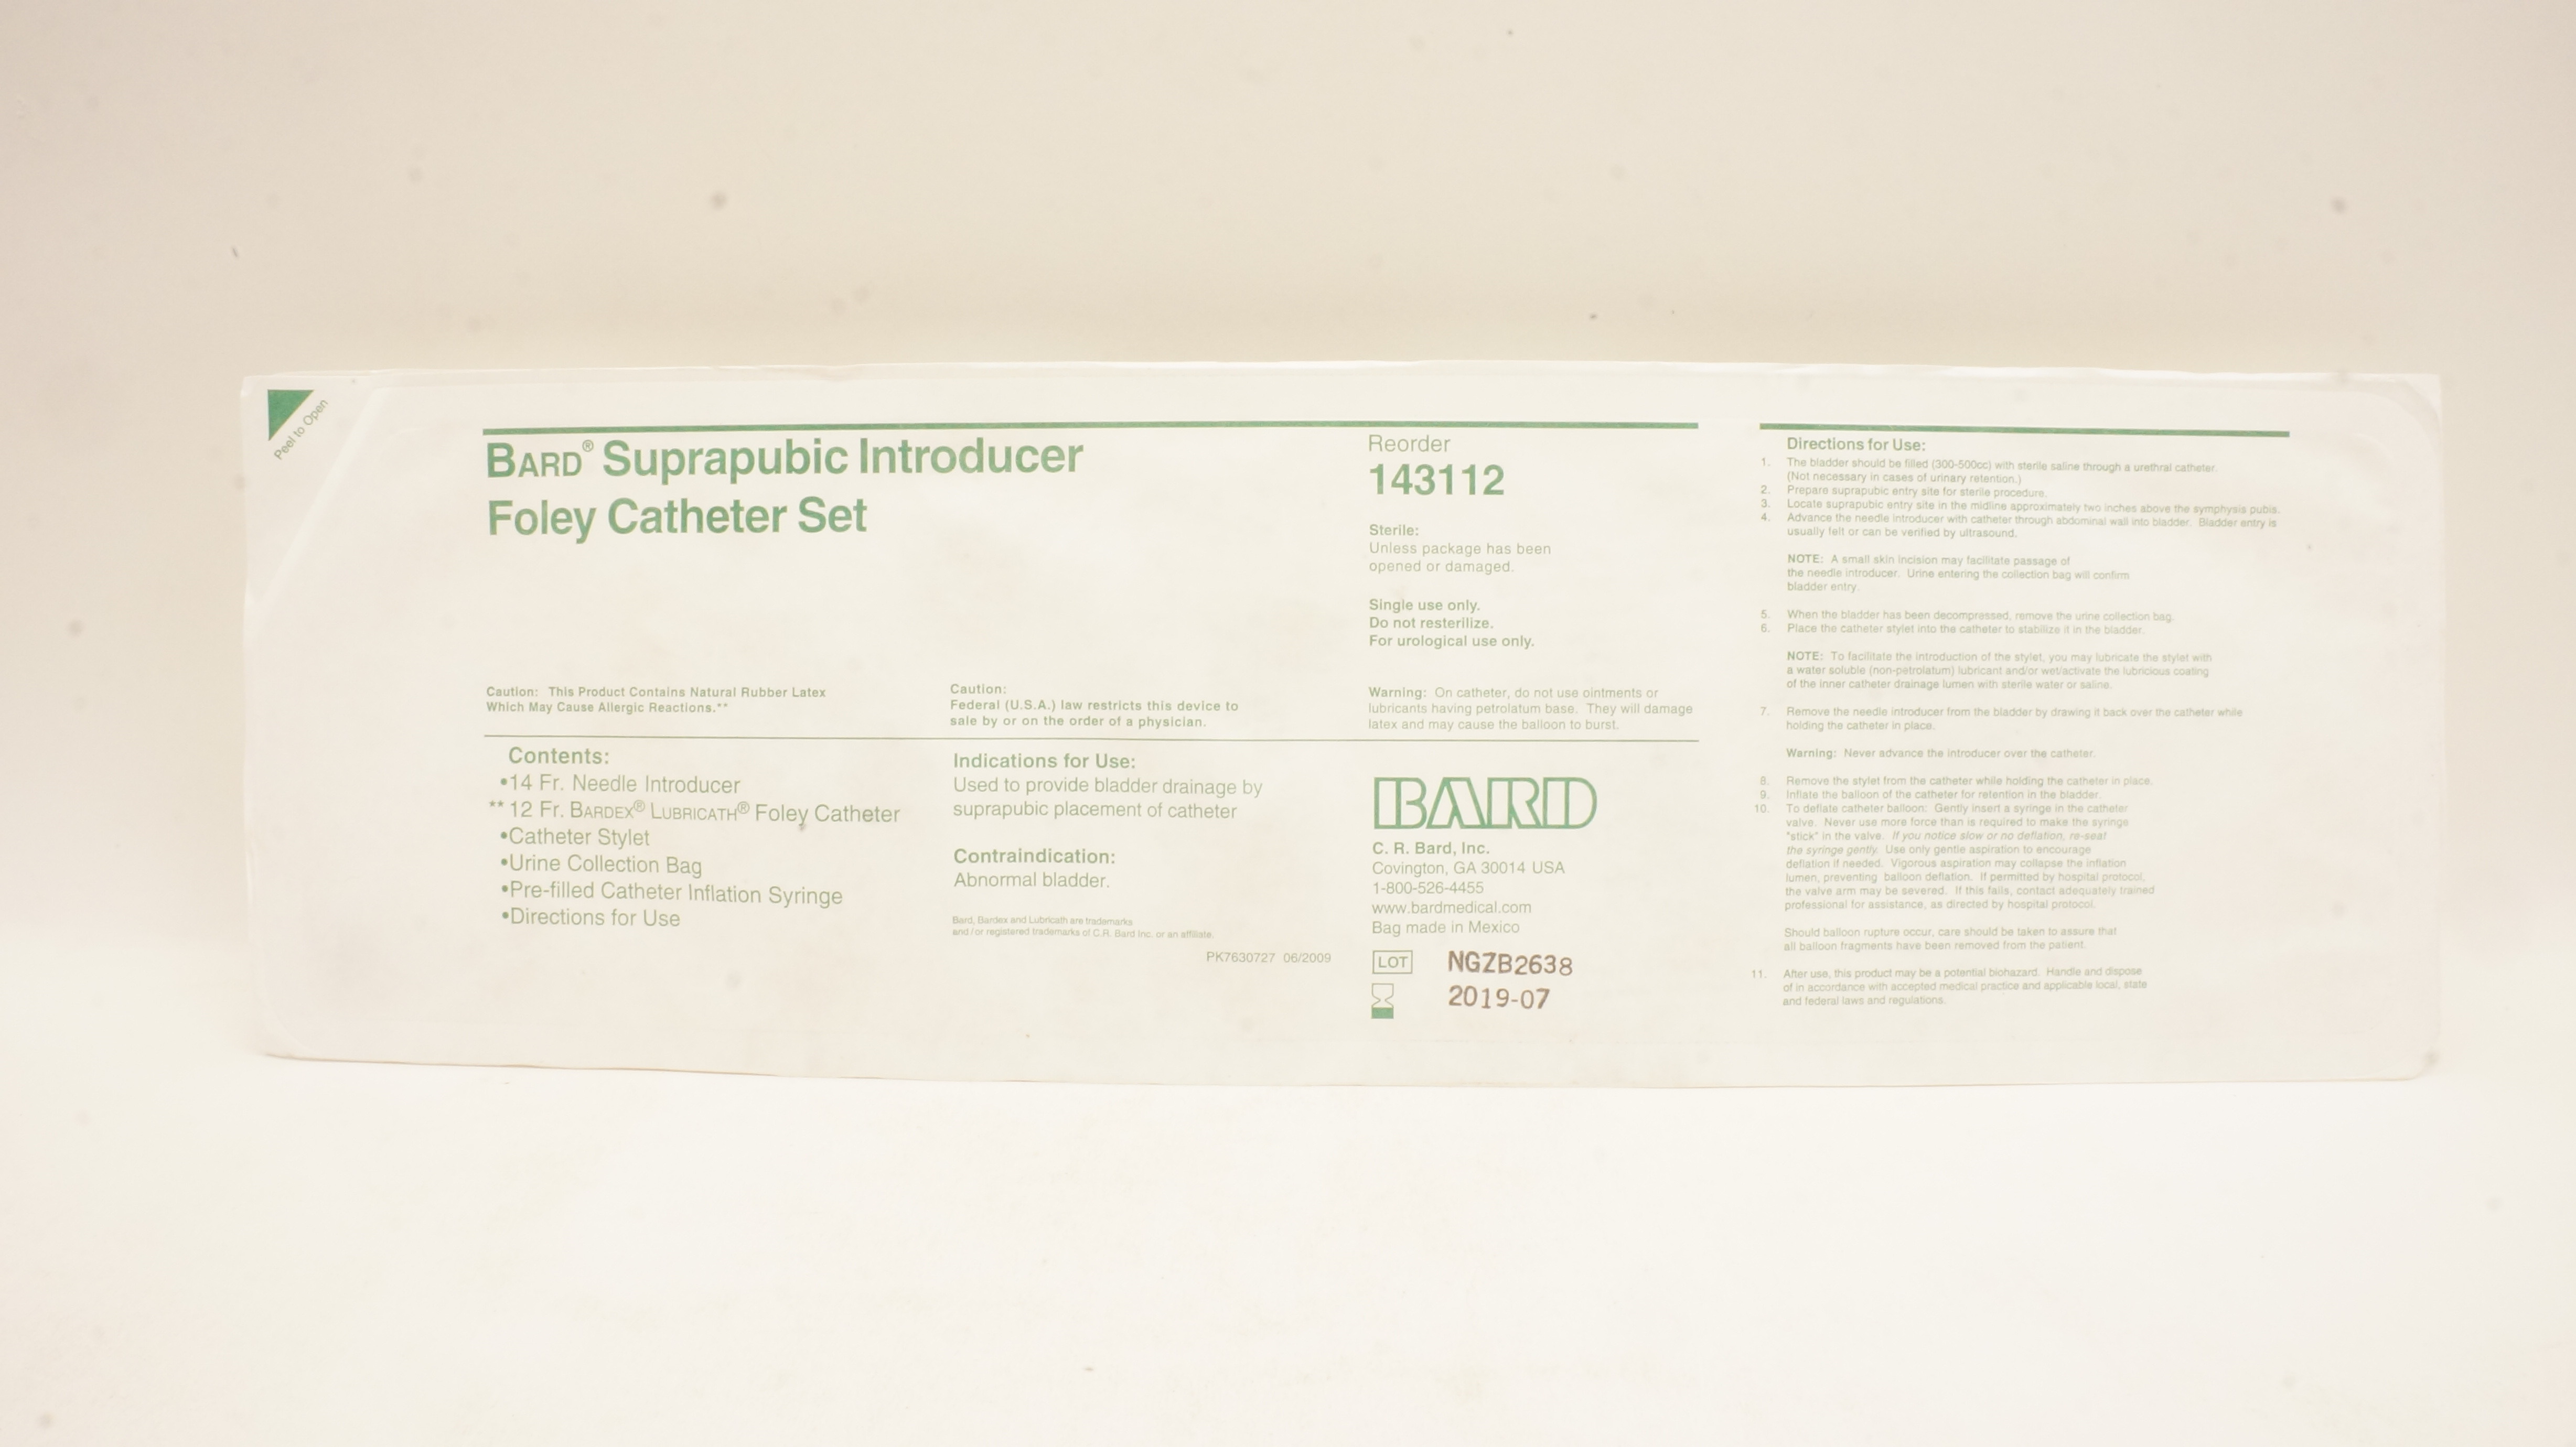 Peel to Open
BARD® Suprapubic Introducer
Foley Catheter Set
Caution: This Product Contains Natural Rubber Latex
Which May Cause Allergic Reactions.**
Caution:
Federal (U.S.A.) law restricts this device to
sale by or on the order of a physician.
Contents:
•14 Fr. Needle Introducer
**12 Fr. BARDEX® LUBRICATH® Foley Catheter
•Catheter Stylet
•Urine Collection Bag
•Pre-filled Catheter Inflation Syringe
•Directions for Use
Indications for Use:
Used to provide bladder drainage by
suprapubic placement of catheter
Contraindication:
Abnormal bladder.
Bard, Bardex and Lubricath are trademarks
and/or registered trademarks of C.R. Bard Inc. or an affiliate.
PK7630727 06/2009
Reorder
143112
Sterile:
Unless package has been
opened or damaged.
Single use only.
Do not resterilize.
For urological use only.
Warning: On catheter, do not use ointments or
lubricants having petrolatum base. They will damage
latex and may cause the balloon to burst.
BARD
C. R. Bard, Inc.
Covington, GA 30014 USA
1-800-526-4455
www.bardmedical.com
Bag made in Mexico
LOT NGZB2638
2019-07
Directions for Use:
1. The bladder should be filled (300-500cc) with sterile saline through a urethral catheter.
(Not necessary in cases of urinary retention.)
2. Prepare suprapubic entry site for sterile procedure.
3. Locate suprapubic entry site in the midline approximately two inches above the symphysis pubis.
4. Advance the needle introducer with catheter through abdominal wall into bladder. Bladder entry is
usually felt or can be verified by ultrasound.
NOTE: A small skin incision may facilitate passage of
the needle introducer. Urine entering the collection bag will confirm
bladder entry.
5. When the bladder has been decompressed, remove the urine collection bag.
6. Place the catheter stylet into the catheter to stabilize it in the bladder.
NOTE: To facilitate the introduction of the stylet, you may lubricate the stylet with
a water soluble (non-petrolatum) lubricant and/or wet/activate the lubricious coating
of the inner catheter drainage lumen with sterile water or saline.
7. Remove the needle introducer from the bladder by drawing it back over the catheter while
holding the catheter in place.
Warning: Never advance the introducer over the catheter.
8. Remove the stylet from the catheter while holding the catheter in place.
9. Inflate the balloon of the catheter for retention in the bladder.
10. To deflate catheter balloon: Gently insert a syringe in the catheter
valve. Never use more force than is required to make the syringe
"stick" in the valve. If you notice slow or no deflation, re-seat
the syringe gently. Use only gentle aspiration to encourage
deflation if needed. Vigorous aspiration may collapse the inflation
lumen, preventing balloon deflation. If permitted by hospital protocol,
the valve arm may be severed. If this fails, contact adequately trained
professional for assistance, as directed by hospital protocol.
Should balloon rupture occur, care should be taken to assure that
all balloon fragments have been removed from the patient.
11. After use, this product may be a potential biohazard. Handle and dispose
of in accordance with accepted medical practice and applicable local, state
and federal laws and regulations.